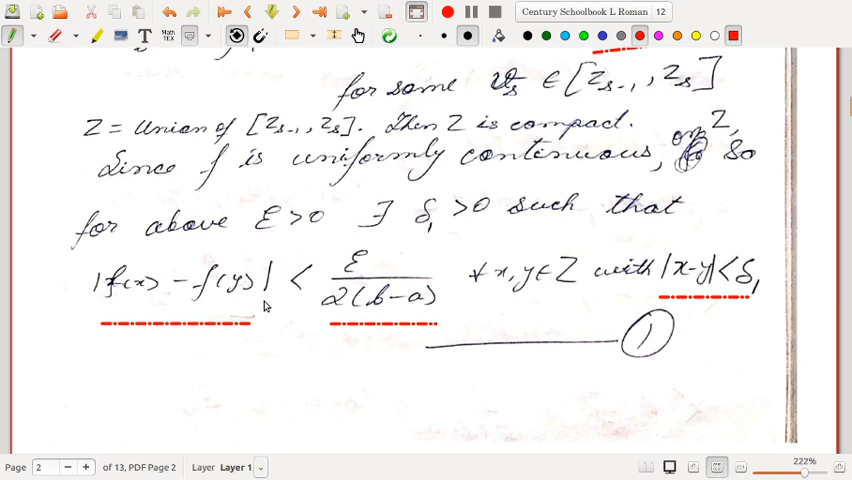 Century Schoolbook L Roman 12
for some ϑₛ ∈ [zₛ₋₁, zₛ]
Z = Union of [zₛ₋₁, zₛ]. Then Z is compact.
Since f is uniformly continuous, on Z, so
for above ε > 0 ∃ δ₁ > 0 such that
|f(x) - f(y)| < ε / 2(b-a) ∀ x, y ∈ Z with |x-y| < δ₁
①
Page 2 of 13, PDF Page 2 Layer Layer 1 222%